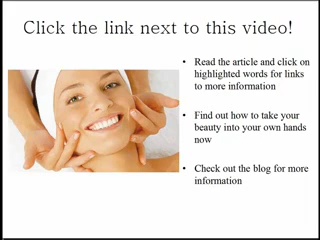 Click the link next to this video!
• Read the article and click on
highlighted words for links
to more information
• Find out how to take your
beauty into your own hands
now
• Check out the blog for more
information